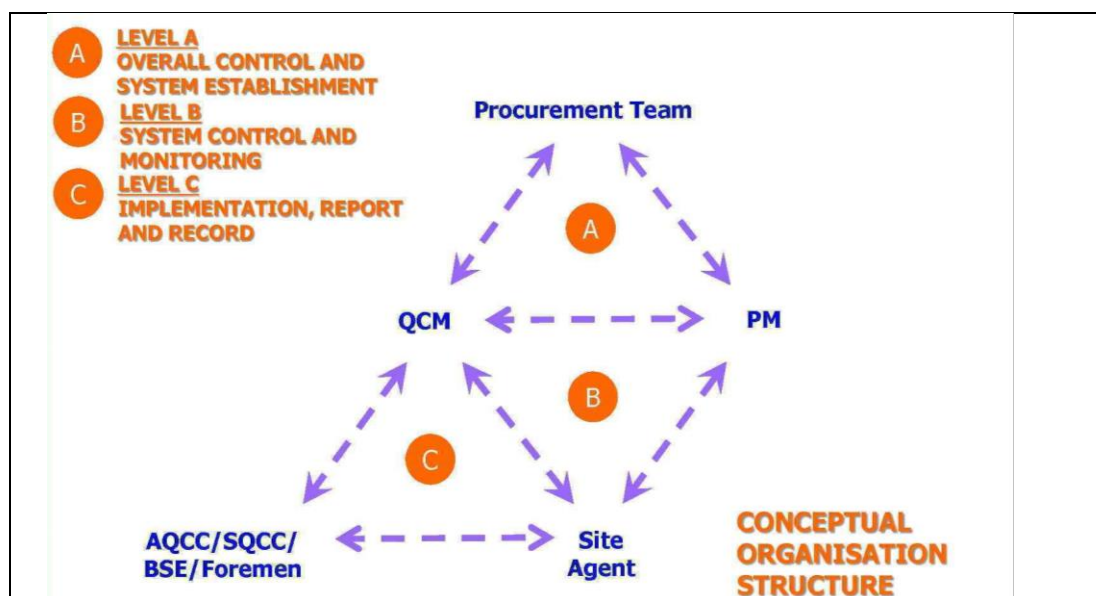 A
LEVEL A
OVERALL CONTROL AND
SYSTEM ESTABLISHMENT
B
LEVEL B
SYSTEM CONTROL AND
MONITORING
C
LEVEL C
IMPLEMENTATION, REPORT
AND RECORD
Procurement Team
A
QCM
PM
B
C
AQCC/SQCC/
BSE/Foremen
Site
Agent
CONCEPTUAL
ORGANISATION
STRUCTURE